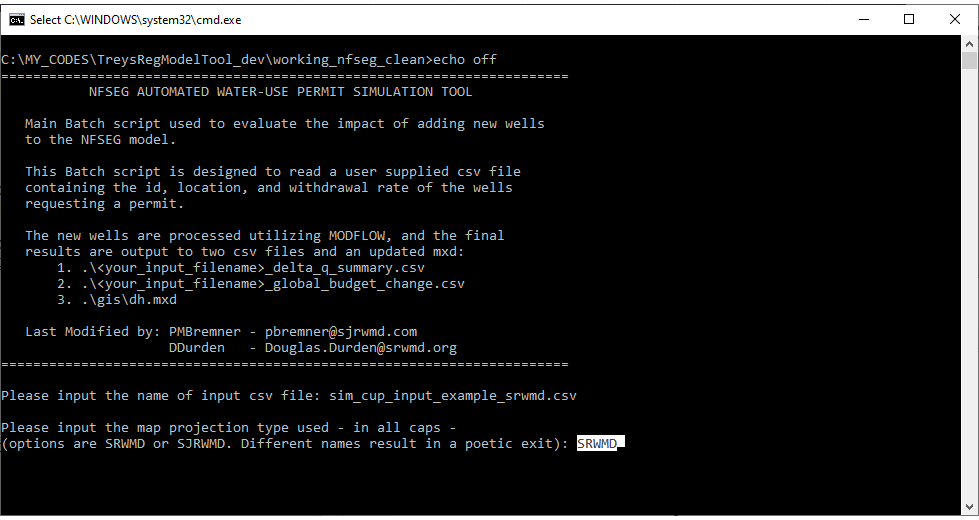 Select C:\WINDOWS\system32\cmd.exe
C:\MY_CODES\TreysRegModelTool_dev\working_nfseg_clean>echo off
=======================================================================
NFSEG AUTOMATED WATER-USE PERMIT SIMULATION TOOL
Main Batch script used to evaluate the impact of adding new wells
to the NFSEG model.
This Batch script is designed to read a user supplied csv file
containing the id, location, and withdrawal rate of the wells
requesting a permit.
The new wells are processed utilizing MODFLOW, and the final
results are output to two csv files and an updated mxd:
1. .\<your_input_filename>_delta_q_summary.csv
2. .\<your_input_filename>_global_budget_change.csv
3. .\gis\dh.mxd
Last Modified by: PMBremner - pbremner@sjrwmd.com
DDurden   - Douglas.Durden@srwmd.org
=======================================================================
Please input the name of input csv file: sim_cup_input_example_srwmd.csv
Please input the map projection type used - in all caps -
(options are SRWMD or SJRWMD. Different names result in a poetic exit): SRWMD